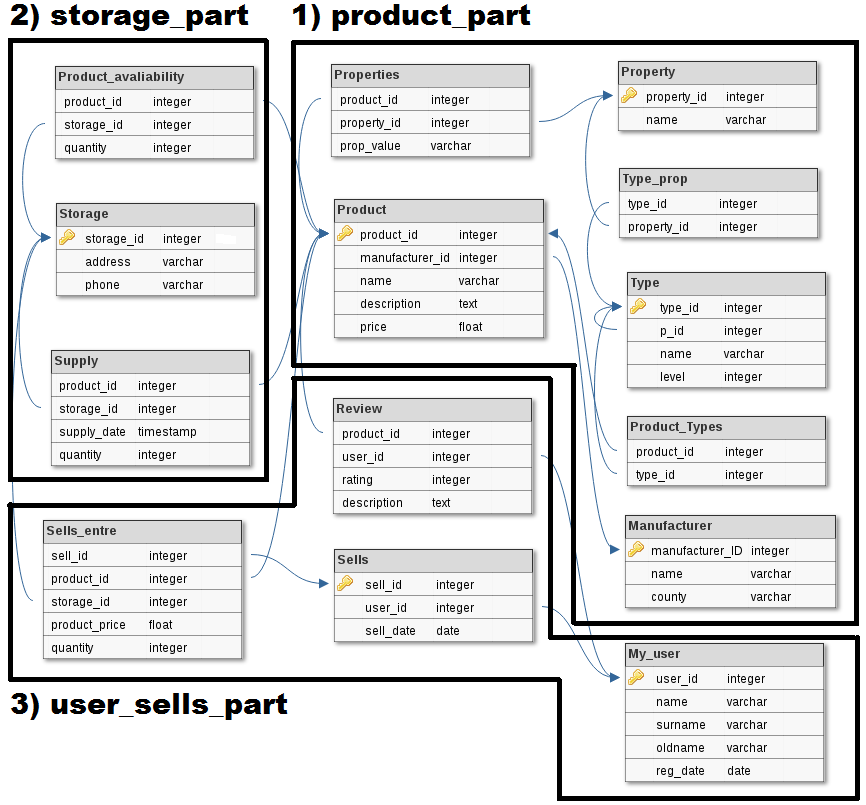 2) storage_part
1) product_part
Product_avaliability
product_id integer
storage_id integer
quantity integer
Storage
storage_id integer
address varchar
phone varchar
Supply
product_id integer
storage_id integer
supply_date timestamp
quantity integer
Properties
product_id integer
property_id integer
prop_value varchar
Product
product_id integer
manufacturer_id integer
name varchar
description text
price float
Property
property_id integer
name varchar
Type_prop
type_id integer
property_id integer
Type
type_id integer
p_id integer
name varchar
level integer
Product_Types
product_id integer
type_id integer
Manufacturer
manufacturer_ID integer
name varchar
county varchar
Review
product_id integer
user_id integer
rating integer
description text
Sells_entre
sell_id integer
product_id integer
storage_id integer
product_price float
quantity integer
Sells
sell_id integer
user_id integer
sell_date date
My_user
user_id integer
name varchar
surname varchar
oldname varchar
reg_date date
3) user_sells_part